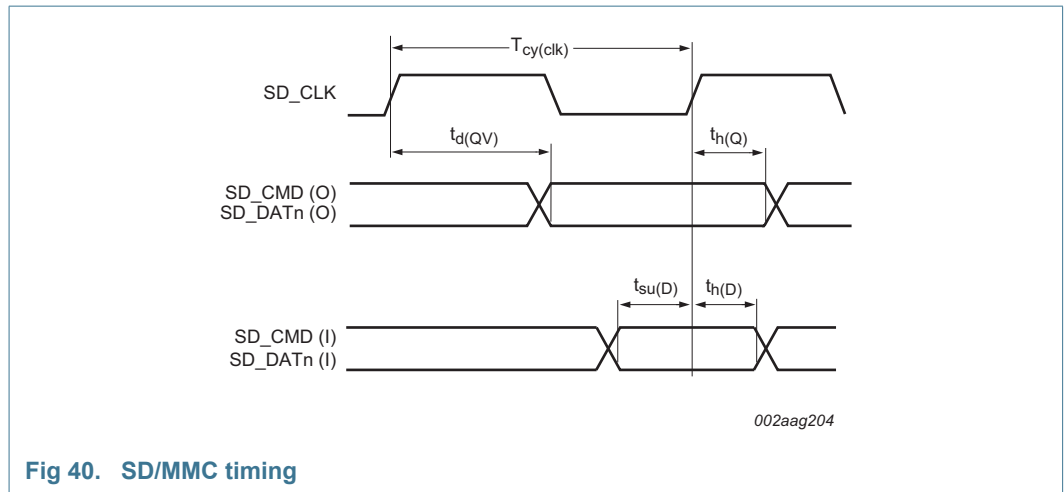 Tcy(clk)
SD_CLK
td(QV)
th(Q)
SD_CMD (O)
SD_DATn (O)
tsu(D)
th(D)
SD_CMD (I)
SD_DATn (I)
002aag204
Fig 40. SD/MMC timing